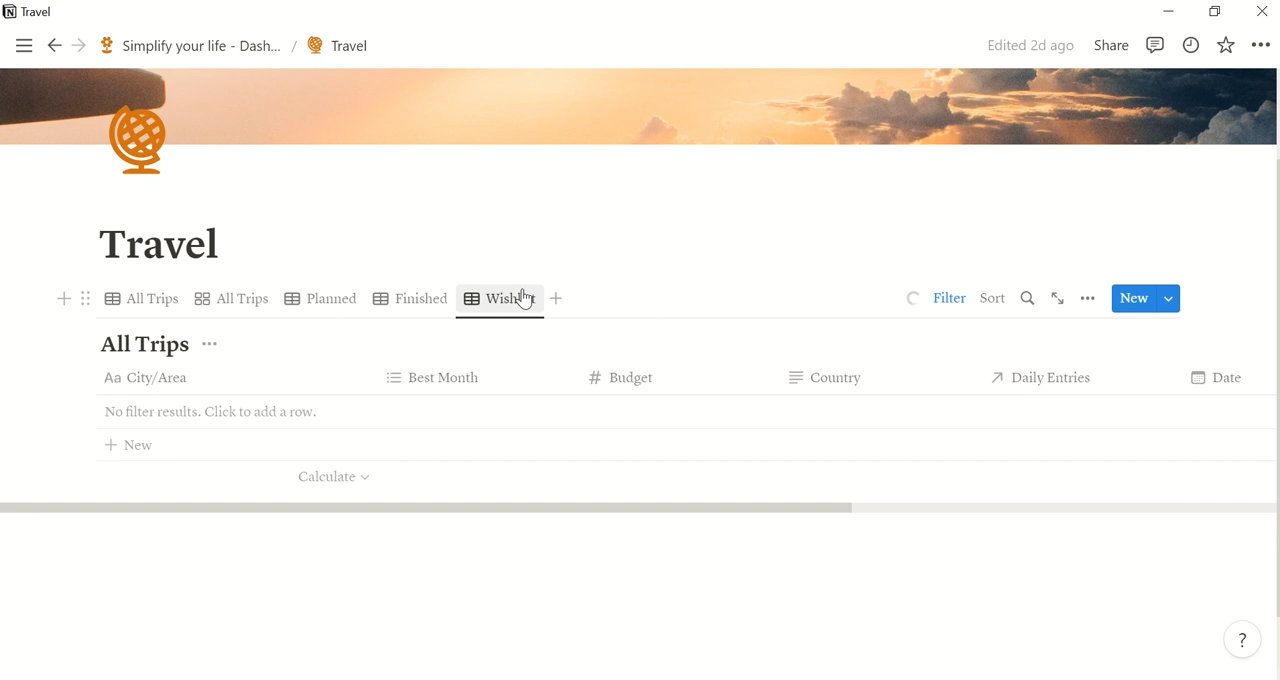 Travel
Simplify your life - Dash... / Travel
Edited 2d ago Share
Travel
All Trips All Trips Planned Finished
Filter Sort New
All Trips
Aa City/Area Best Month # Budget Country Daily Entries Date
No filter results. Click to add a row.
+ New
Calculate
?